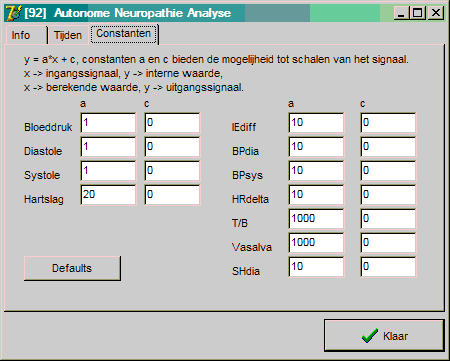 [92] Autonome Neuropathie Analyse
Info Tijden Constanten
y = a*x + c, constanten a en c bieden de mogelijheid tot schalen van het signaal.
x -> ingangssignaal, y -> interne waarde,
x -> berekende waarde, y -> uitgangssignaal.
a c a c
Bloeddruk 1 0 IEdiff 10 0
Diastole 1 0 BPdia 10 0
Systole 1 0 BPsys 10 0
Hartslag 20 0 HRdelta 10 0
T/B 1000 0
Vasalva 1000 0
SHdia 10 0
Defaults
Klaar